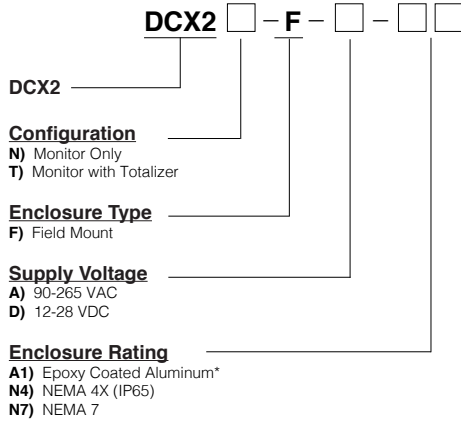 DCX2 □ – F – □ – □ □
DCX2
Configuration
N) Monitor Only
T) Monitor with Totalizer
Enclosure Type
F) Field Mount
Supply Voltage
A) 90-265 VAC
D) 12-28 VDC
Enclosure Rating
A1) Epoxy Coated Aluminum*
N4) NEMA 4X (IP65)
N7) NEMA 7